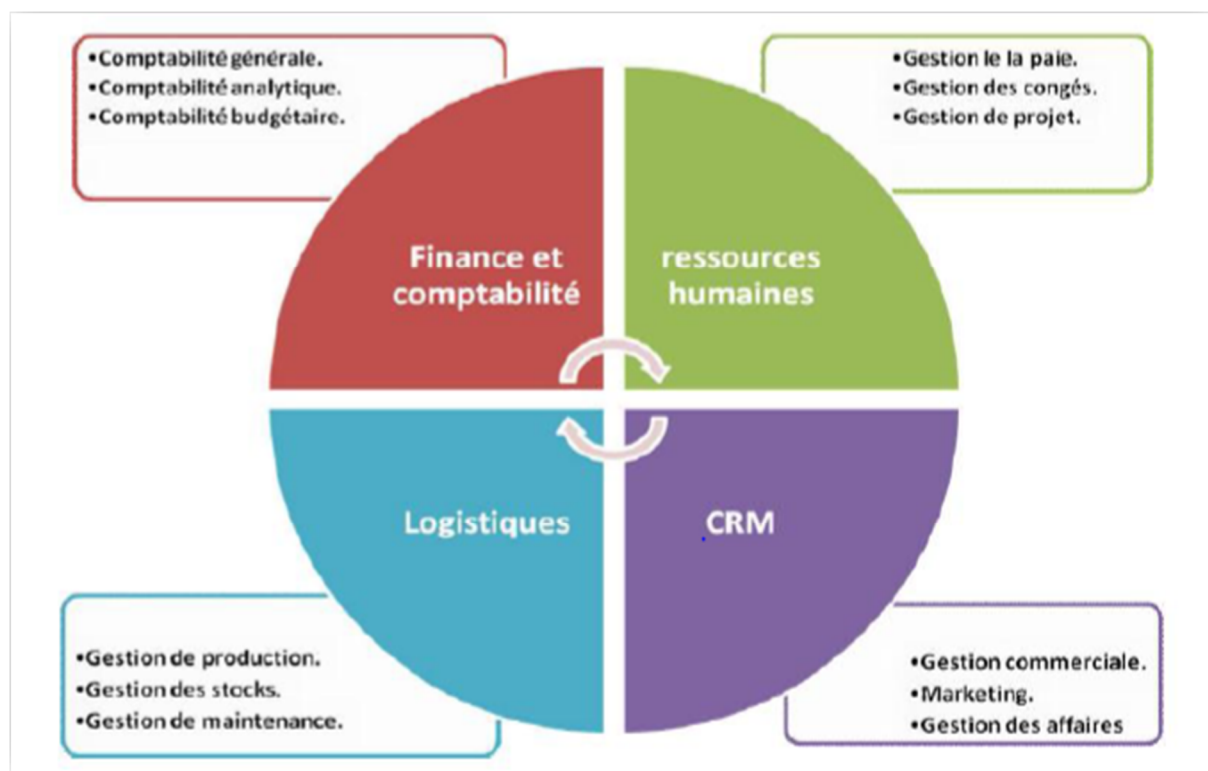 •Comptabilité générale.
•Comptabilité analytique.
•Comptabilité budgétaire.
•Gestion le la paie.
•Gestion des congés.
•Gestion de projet.
Finance et
comptabilité
ressources
humaines
Logistiques
CRM
•Gestion de production.
•Gestion des stocks.
•Gestion de maintenance.
•Gestion commerciale.
•Marketing.
•Gestion des affaires